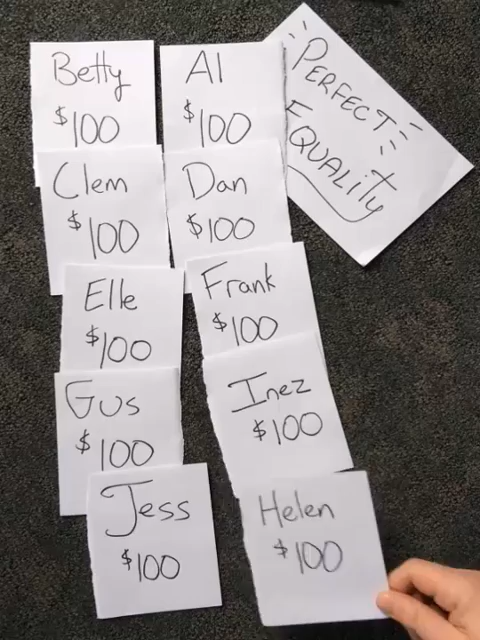 Betty
$100
Al
$100
PERFECT
EQUALITY
Clem
$100
Dan
$100
Elle
$100
Frank
$100
Gus
$100
Inez
$100
Jess
$100
Helen
$100